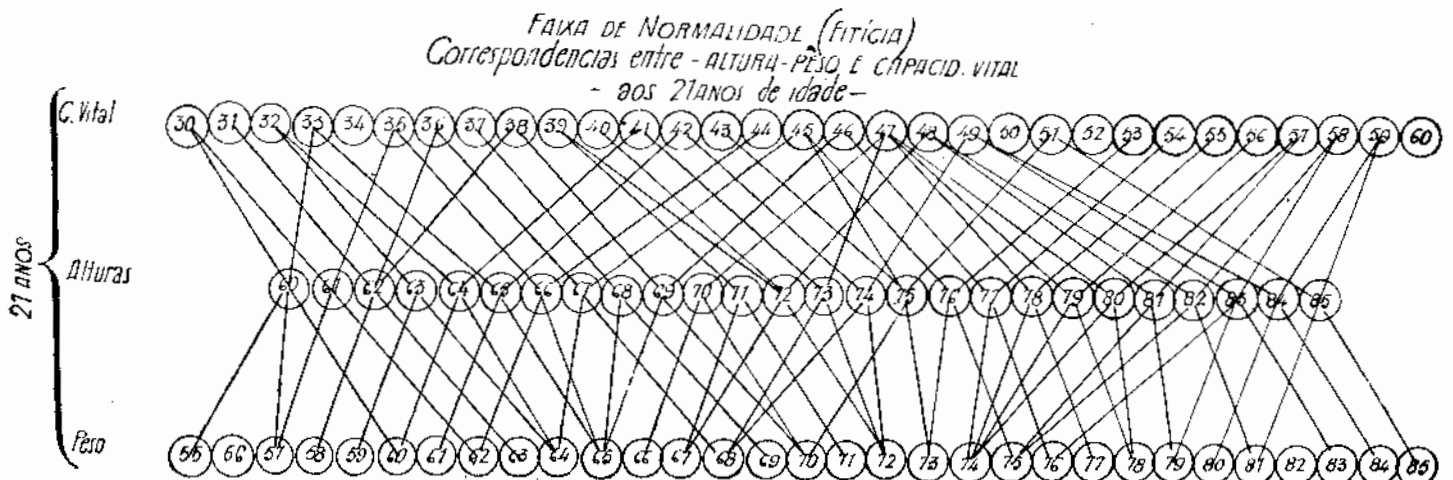 FAIXA DE NORMALIDADE (FITÍCIA)
Correspondencias entre - ALTURA - PÊSO E CAPACID. VITAL
- aos 21 ANOS de idade -
C. Vital 30 31 32 33 34 35 36 37 38 39 40 41 42 43 44 45 46 47 48 49 50 51 52 53 54 55 56 57 58 59 60
21 ANOS
Alturas 60 61 62 63 64 65 66 67 68 69 70 71 72 73 74 75 76 77 78 79 80 81 82 83 84 85
Pêso 55 56 57 58 59 60 61 62 63 64 65 66 67 68 69 70 71 72 73 74 75 76 77 78 79 80 81 82 83 84 85